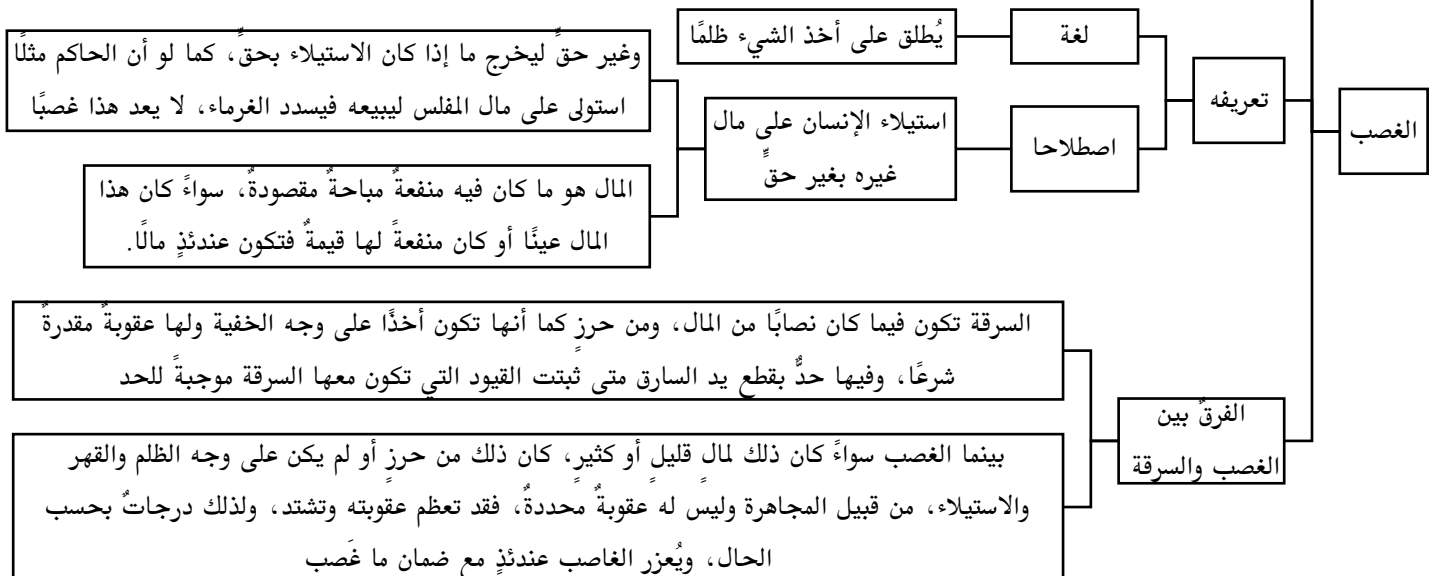 الغصب
تعريفه
لغة
يُطلق على أخذ الشيء ظلمًا
اصطلاحا
استيلاء الإنسان على مال
غيره بغير حقٍّ
وغير حقٍّ ليخرج ما إذا كان الاستيلاء بحقٍّ، كما لو أن الحاكم مثلًا
استولى على مال المفلس ليبيعه فيسدد الغرماء، لا يعد هذا غصبًا
المال هو ما كان فيه منفعةٌ مباحةٌ مقصودةٌ، سواءً كان هذا
المال عينًا أو كان منفعةً لها قيمةٌ فتكون عندئذٍ مالًا.
الفرقٌ بين
الغصب والسرقة
السرقة تكون فيما كان نصابًا من المال، ومن حرزٍ كما أنها تكون أخذًا على وجه الخفية ولها عقوبةٌ مقدرةٌ
شرعًا، وفيها حدٌّ بقطع يد السارق متى ثبتت القيود التي تكون معها السرقة موجبةً للحد
بينما الغصب سواءً كان ذلك لمالٍ قليلٍ أو كثيرٍ، كان ذلك من حرزٍ أو لم يكن على وجه الظلم والقهر
والاستيلاء، من قبيل المجاهرة وليس له عقوبةٌ محددةٌ، فقد تعظم عقوبته وتشتد، ولذلك درجاتٌ بحسب
الحال، ويُعزر الغاصب عندئذٍ مع ضمان ما غَصب